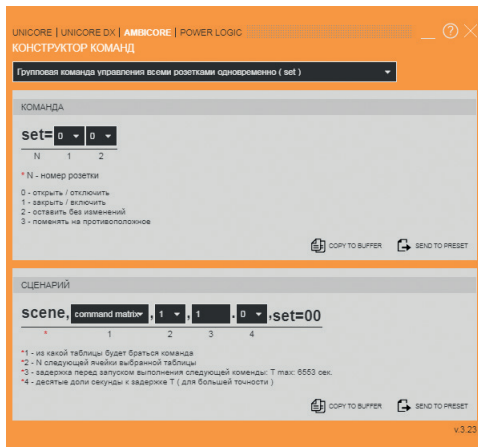 UNICORE | UNICORE DX | AMBICORE | POWER LOGIC
КОНСТРУКТОР КОМАНД
Групповая команда управления всеми розетками одновременно ( set )
КОМАНДА
set= 0 0
N 1 2
* N - номер розетки
0 - открыть / отключить
1 - закрыть / включить
2 - оставить без изменений
3 - поменять на противоположное
COPY TO BUFFER SEND TO PRESET
СЦЕНАРИЙ
scene, command matrix , 1 , 1 . 0 ,set=00
* 1 2 3 4
*1 - из какой таблицы будет браться команда
*2 - N следующей ячейки выбранной таблицы
*3 - задержка перед запуском выполнения следующей коменды: T max: 6553 сек.
*4 - десятые доли секунды к задержке T ( для большей точности )
COPY TO BUFFER SEND TO PRESET
v.3.23